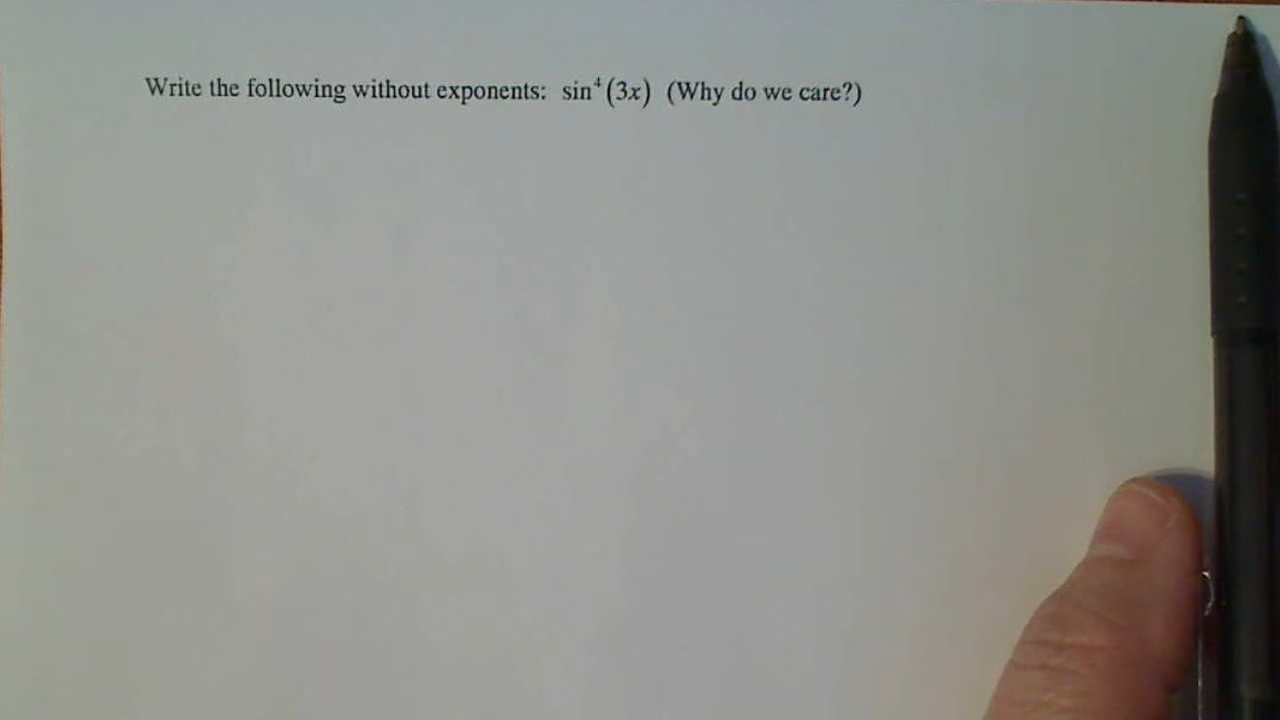 Write the following without exponents: sin⁴(3x) (Why do we care?)